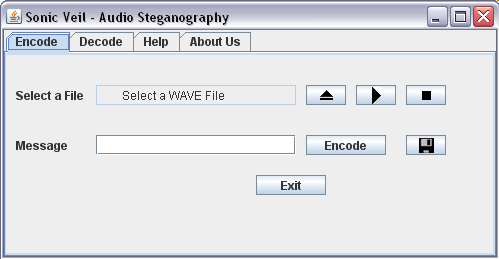 Sonic Veil - Audio Steganography
Encode Decode Help About Us
Select a File Select a WAVE File
Message Encode
Exit